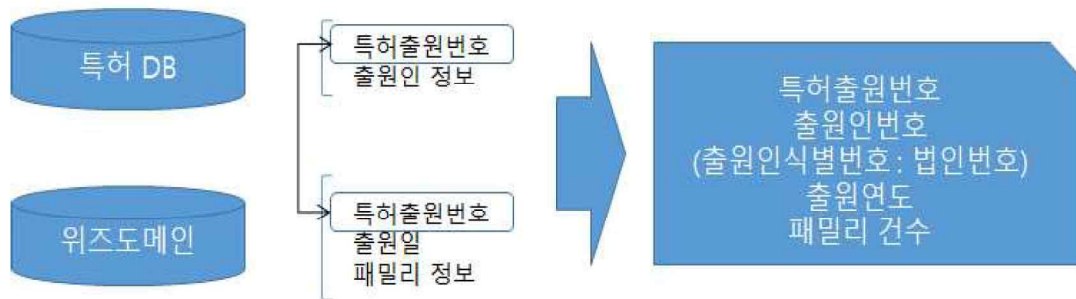 특허 DB
특허출원번호
출원인 정보
위즈도메인
특허출원번호
출원일
패밀리 정보
특허출원번호
출원인번호
(출원인식별번호 : 법인번호)
출원연도
패밀리 건수